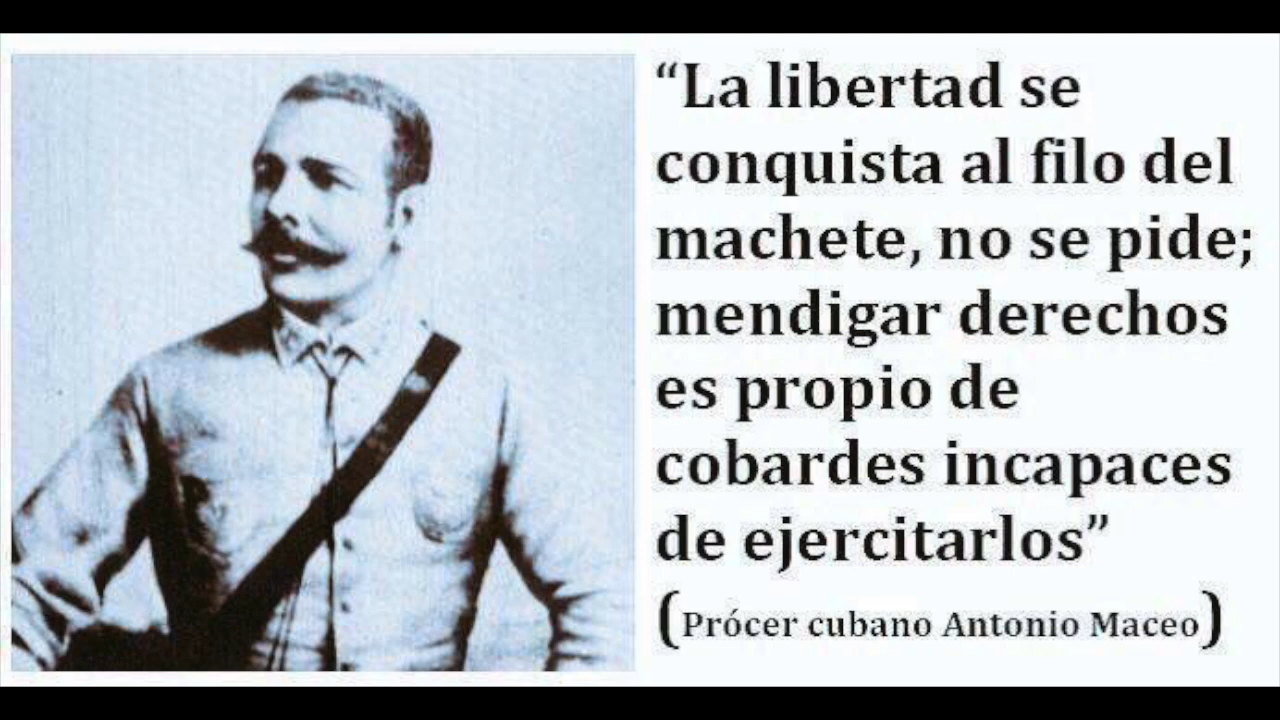 “La libertad se
conquista al filo del
machete, no se pide;
mendigar derechos
es propio de
cobardes incapaces
de ejercitarlos”
(Prócer cubano Antonio Maceo)